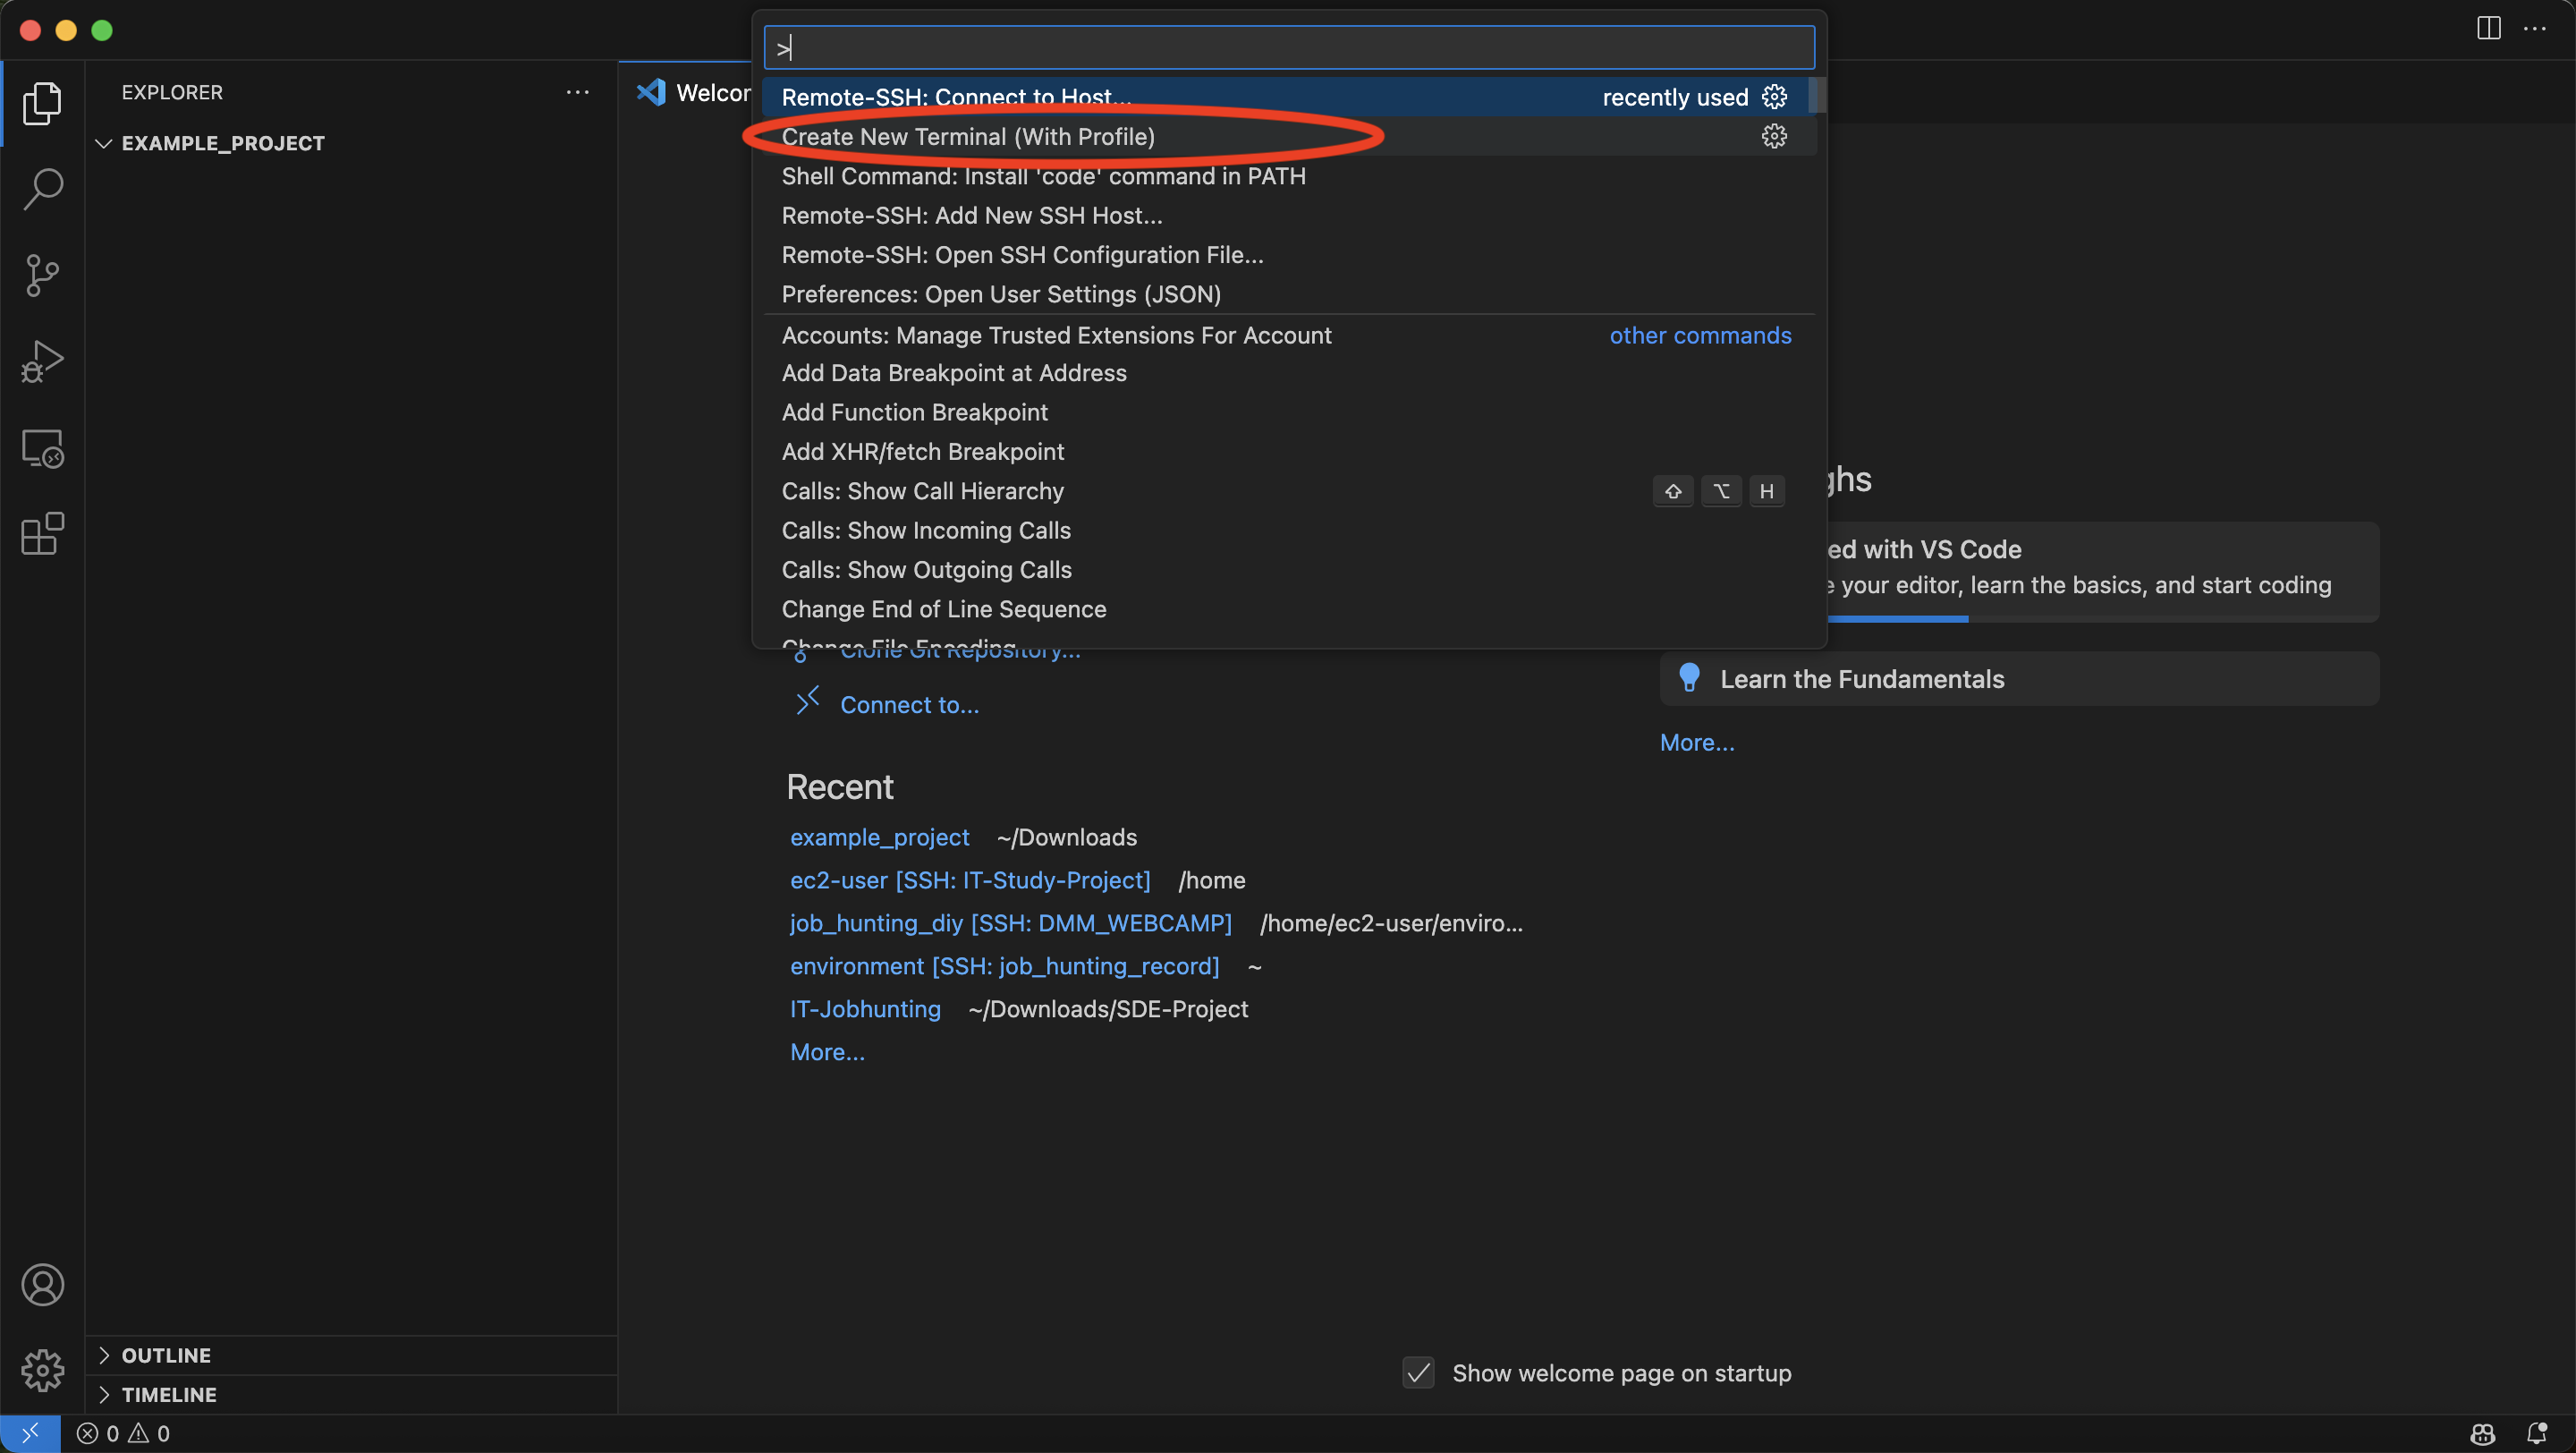 EXPLORER
EXAMPLE_PROJECT
>
Remote-SSH: Connect to Host...
recently used
Create New Terminal (With Profile)
Shell Command: Install 'code' command in PATH
Remote-SSH: Add New SSH Host...
Remote-SSH: Open SSH Configuration File...
Preferences: Open User Settings (JSON)
Accounts: Manage Trusted Extensions For Account
other commands
Add Data Breakpoint at Address
Add Function Breakpoint
Add XHR/fetch Breakpoint
Calls: Show Call Hierarchy
⇧ ⌥ H
Calls: Show Incoming Calls
Calls: Show Outgoing Calls
Change End of Line Sequence
Change File Encoding
Clone Git Repository...
Connect to...
Recent
example_project ~/Downloads
ec2-user [SSH: IT-Study-Project] /home
job_hunting_diy [SSH: DMM_WEBCAMP] /home/ec2-user/enviro...
environment [SSH: job_hunting_record] ~
IT-Jobhunting ~/Downloads/SDE-Project
More...
ghs
ed with VS Code
your editor, learn the basics, and start coding
Learn the Fundamentals
More...
Show welcome page on startup
OUTLINE
TIMELINE
0 0